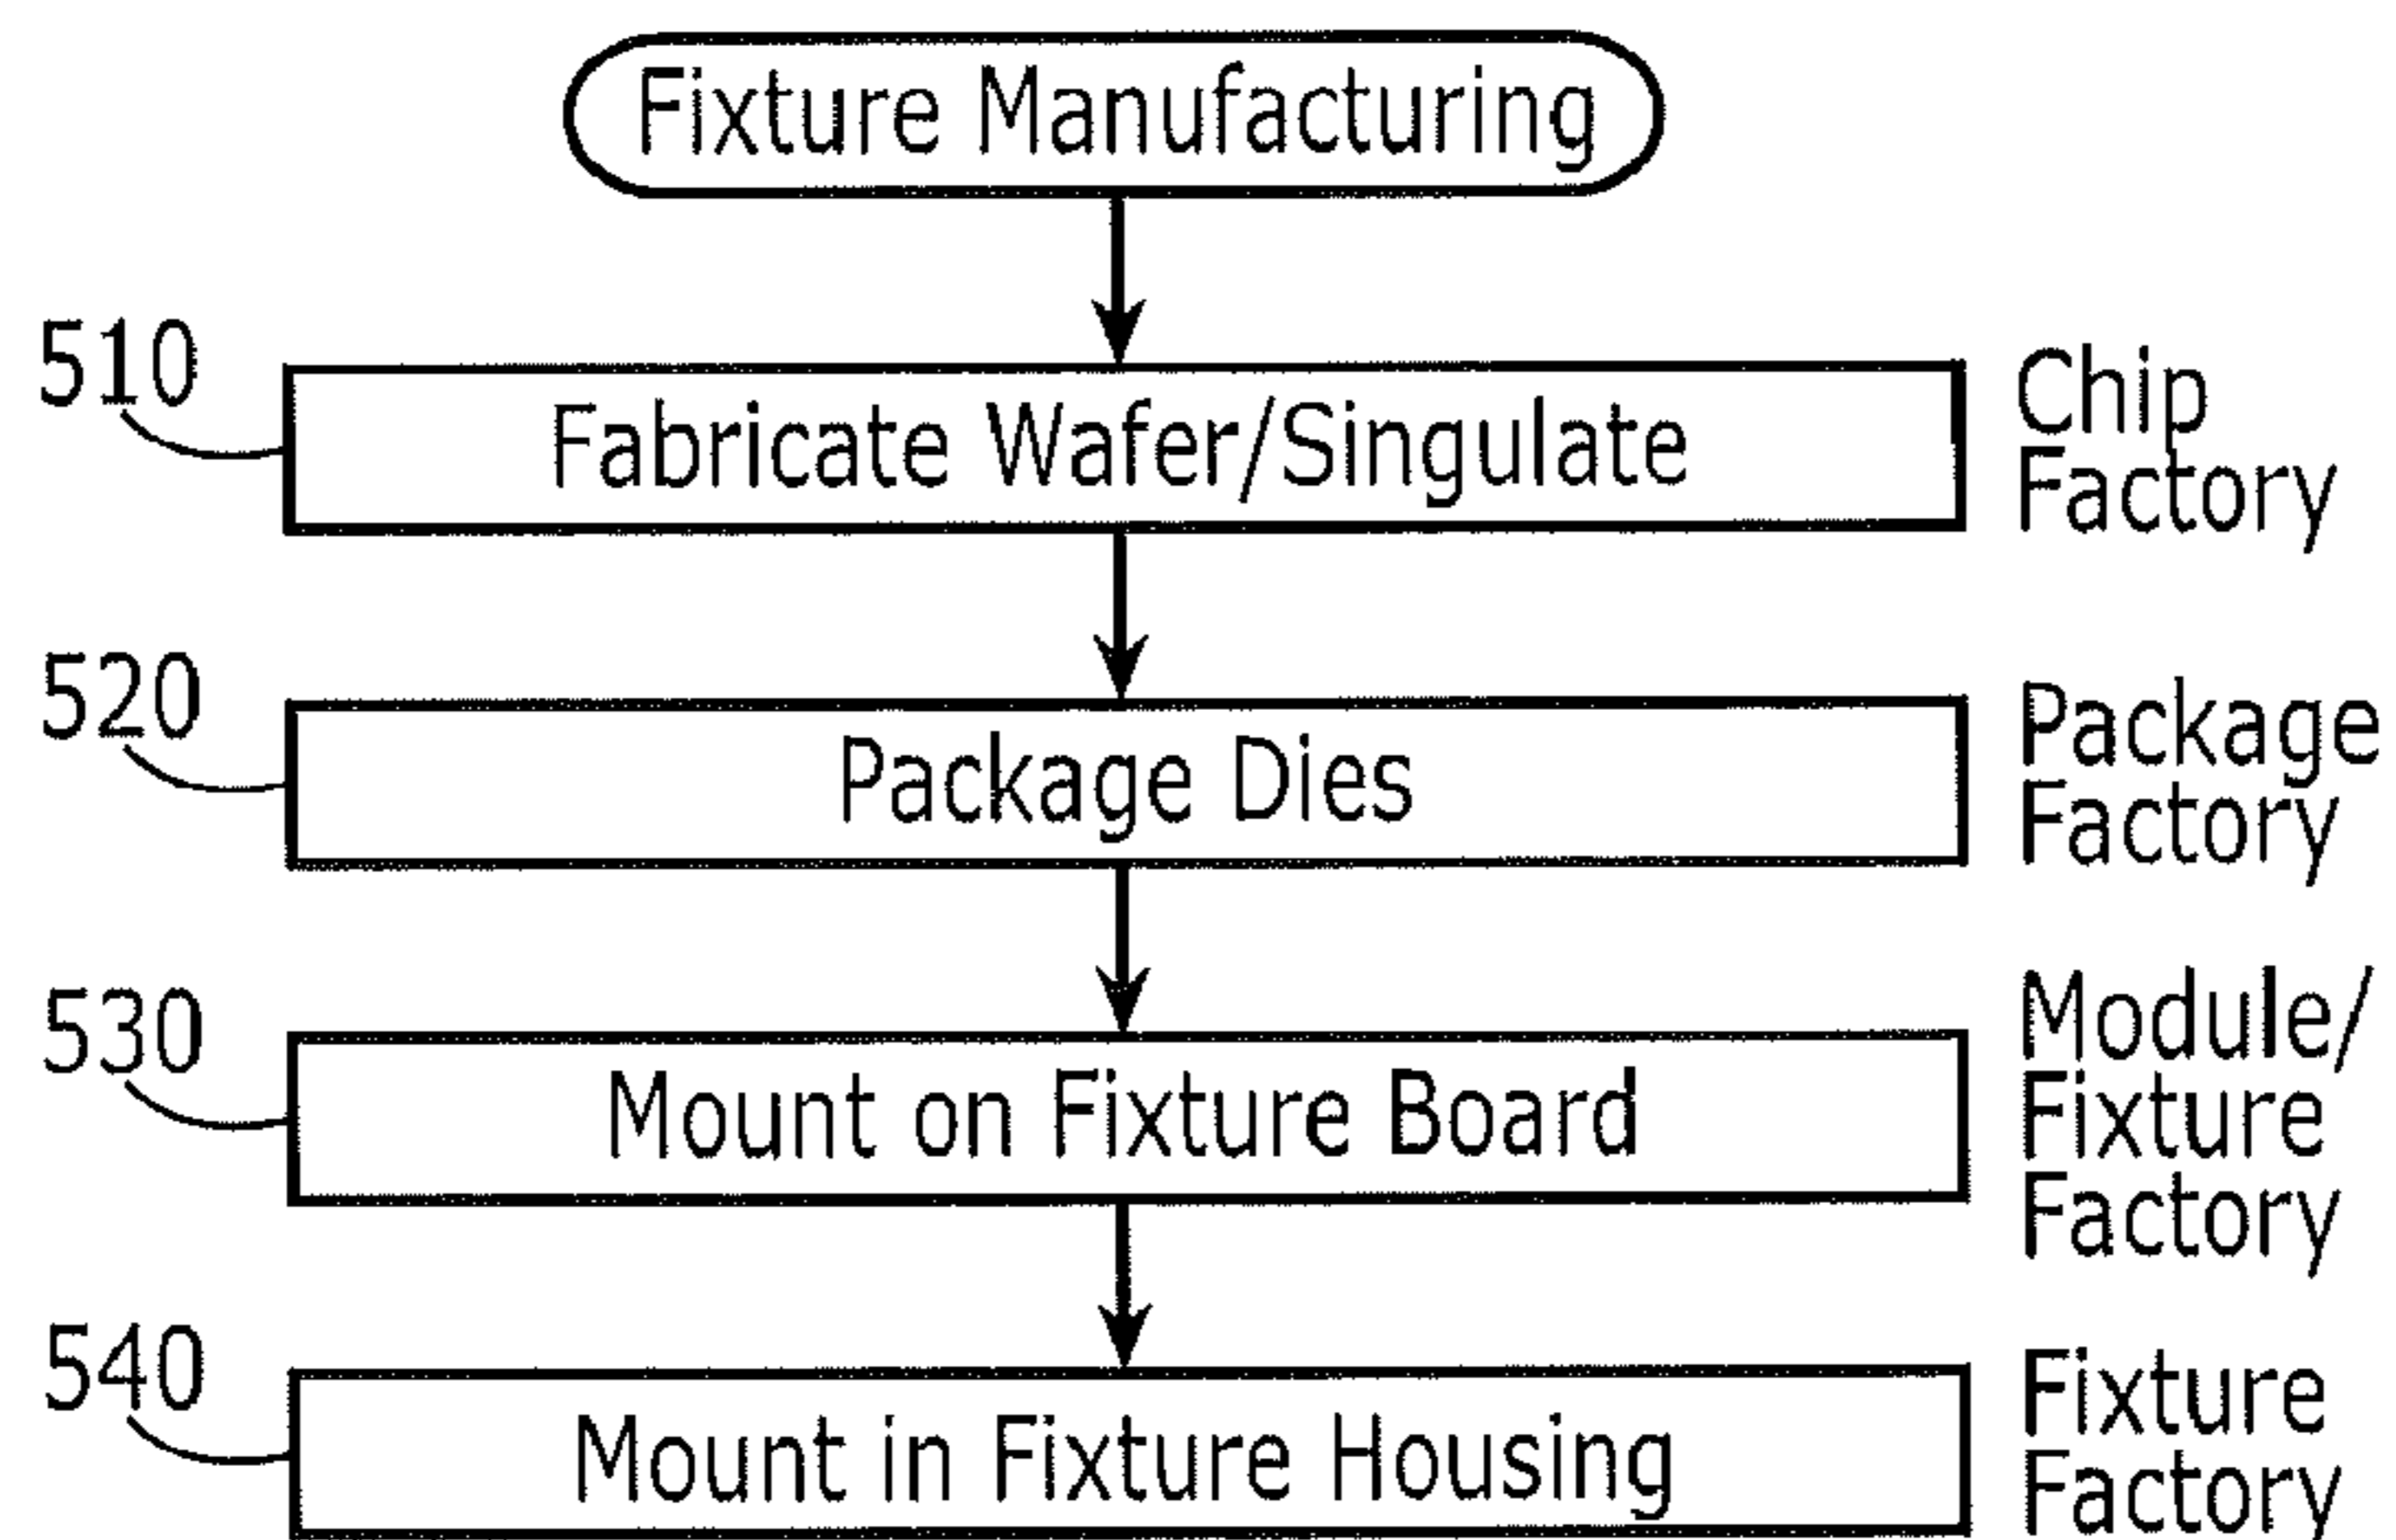 Fixture Manufacturing
510
Fabricate Wafer/Singulate
Chip
Factory
520
Package Dies
Package
Factory
530
Mount on Fixture Board
Module/
Fixture
Factory
540
Mount in Fixture Housing
Fixture
Factory